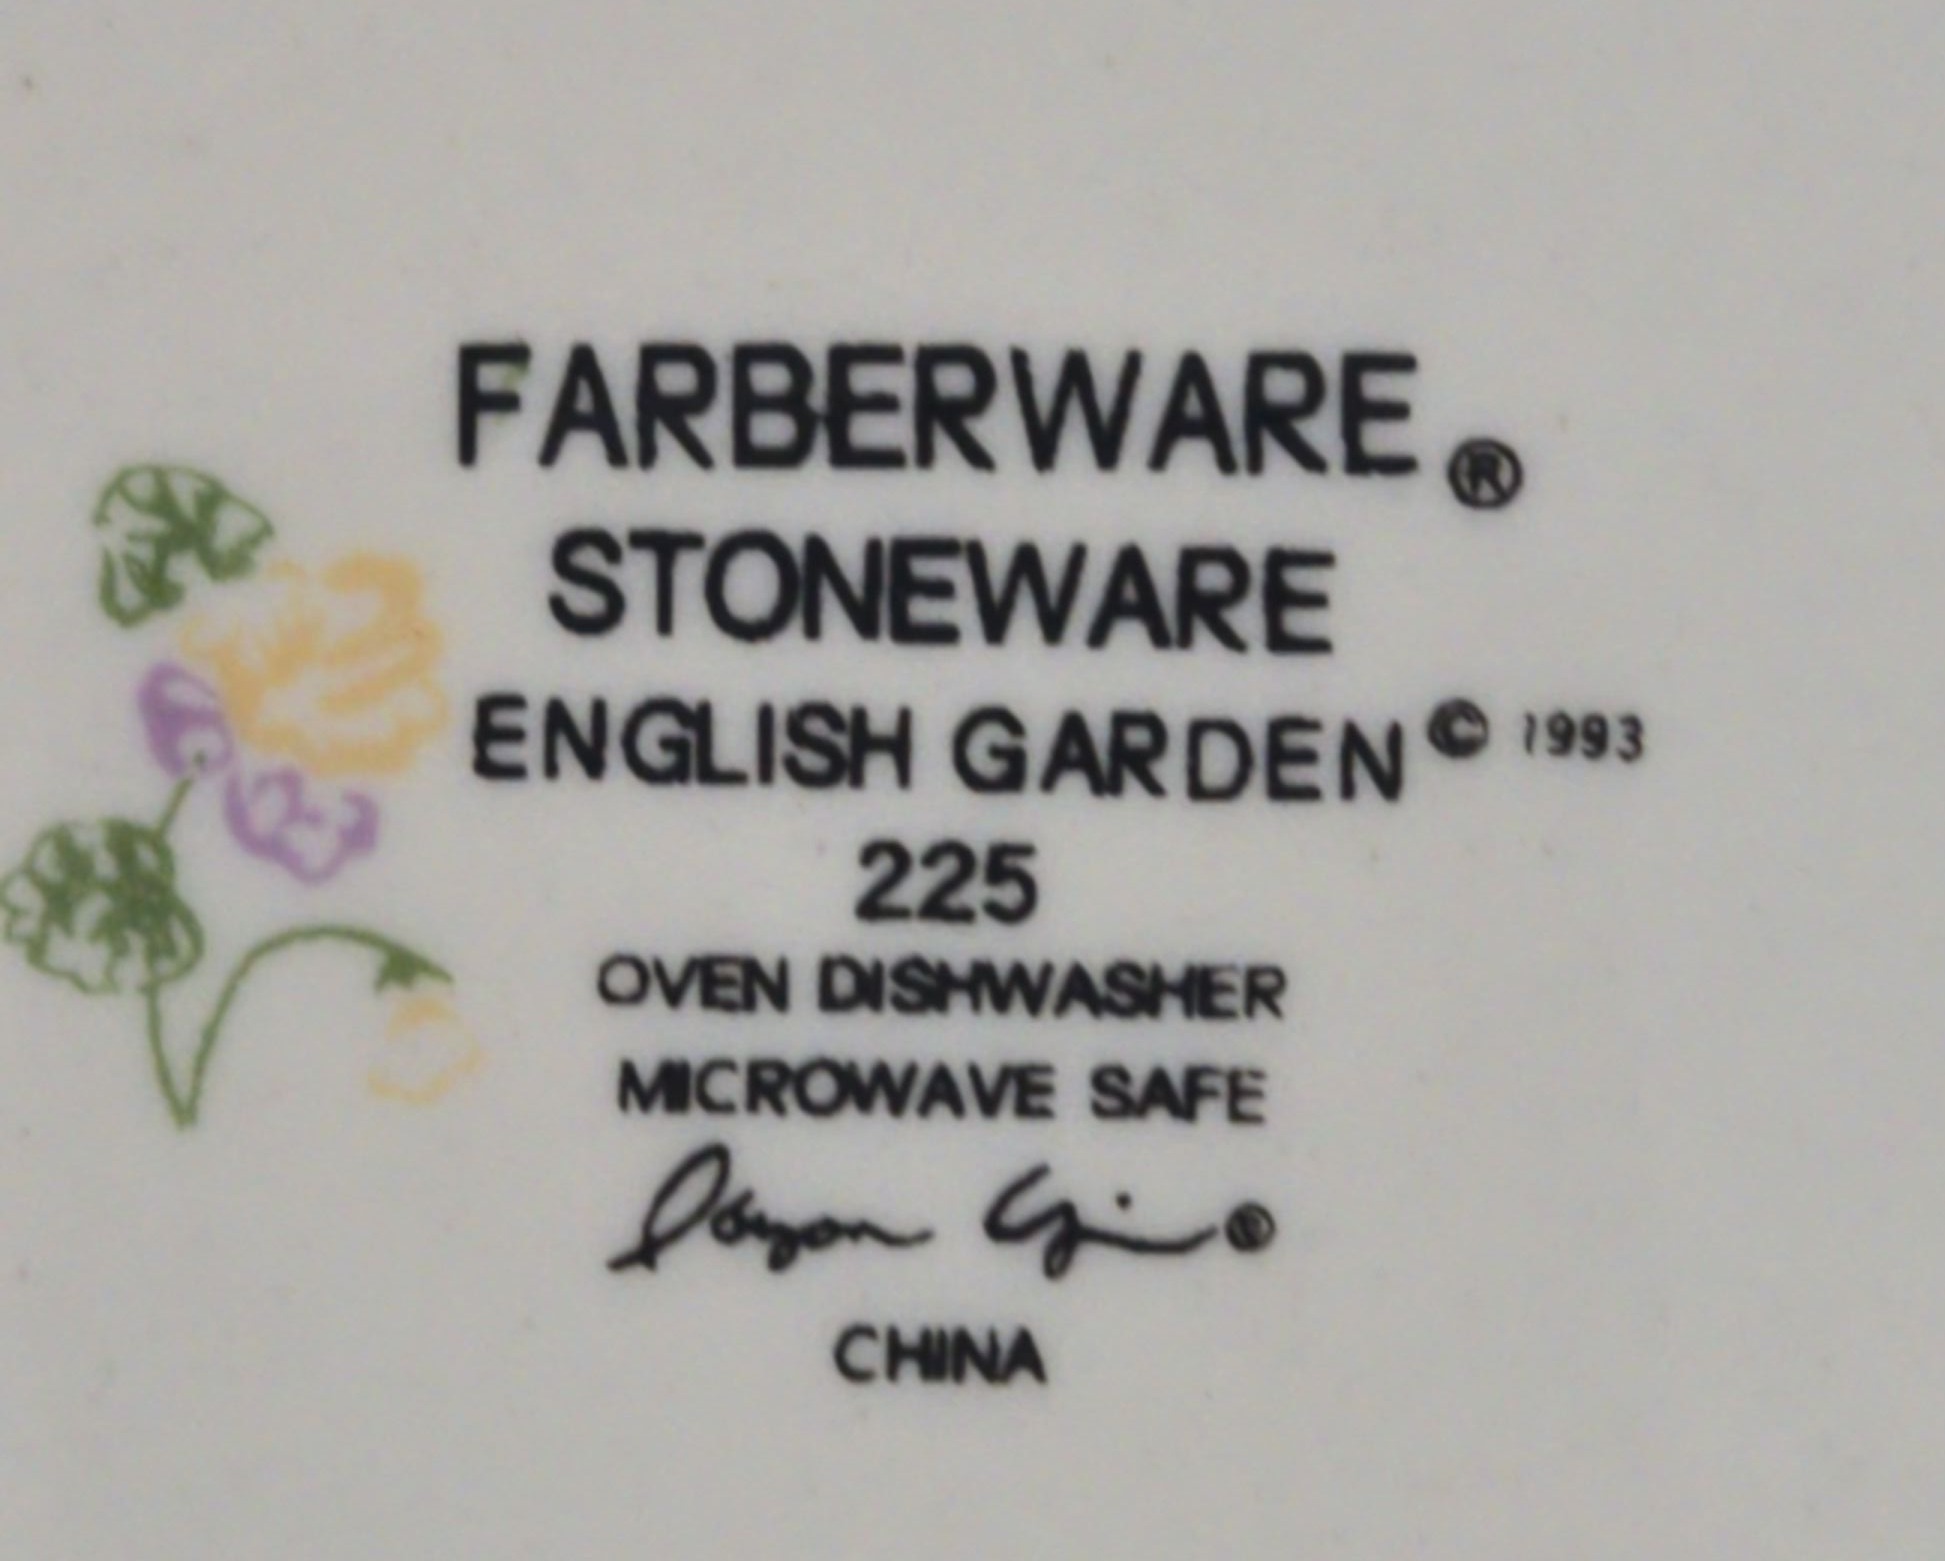 FARBERWARE®
STONEWARE
ENGLISH GARDEN © 1993
225
OVEN DISHWASHER
MICROWAVE SAFE
®
CHINA